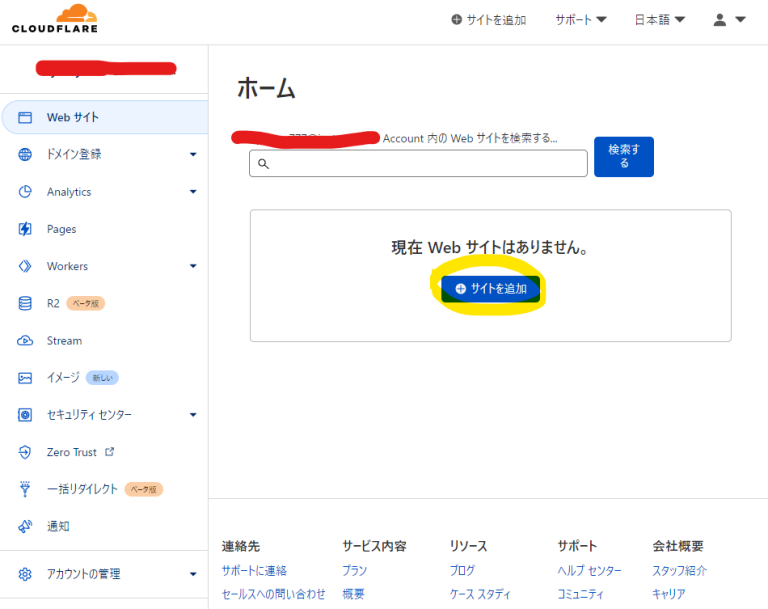 CLOUDFLARE
サイトを追加 サポート 日本語
Web サイト
ドメイン登録
Analytics
Pages
Workers
R2 ベータ版
Stream
イメージ 新しい
セキュリティ センター
Zero Trust
一括リダイレクト ベータ版
通知
アカウントの管理
ホーム
Account 内の Web サイトを検索する...
検索す
る
現在 Web サイトはありません。
サイトを追加
連絡先
サポートに連絡
セールスへの問い合わせ
サービス内容
プラン
概要
リソース
ブログ
ケース スタディ
サポート
ヘルプ センター
コミュニティ
会社概要
スタッフ紹介
キャリア